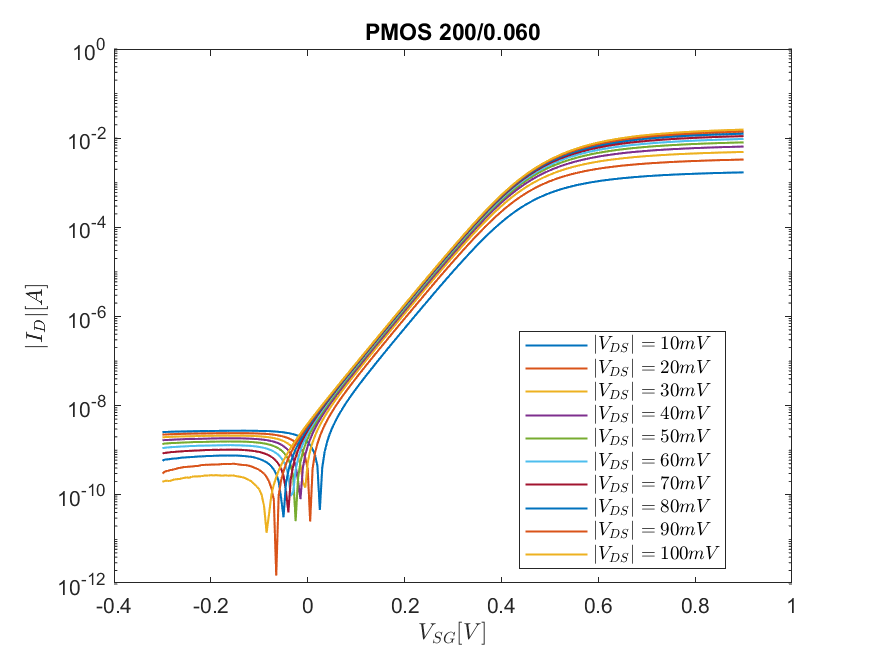 PMOS 200/0.060
10^0
10^-2
10^-4
10^-6
10^-8
10^-10
10^-12
|I_D|[A]
-0.4 -0.2 0 0.2 0.4 0.6 0.8 1
V_SG[V]
|V_DS| = 10mV
|V_DS| = 20mV
|V_DS| = 30mV
|V_DS| = 40mV
|V_DS| = 50mV
|V_DS| = 60mV
|V_DS| = 70mV
|V_DS| = 80mV
|V_DS| = 90mV
|V_DS| = 100mV